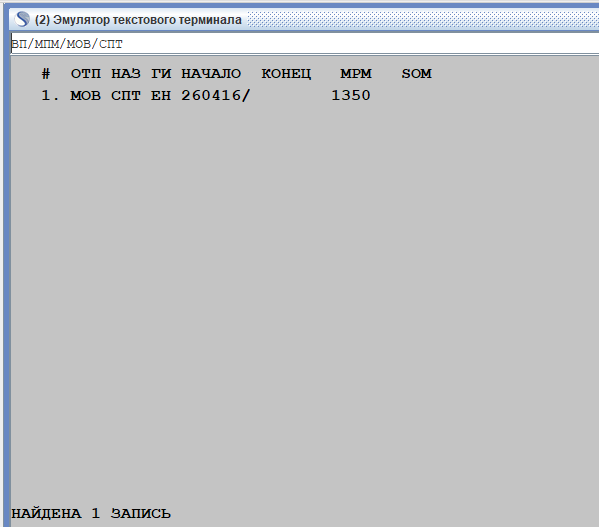 (2) Эмулятор текстового терминала
ВП/МПМ/МОВ/СПТ
# ОТП НАЗ ГИ НАЧАЛО КОНЕЦ МРМ SOM
1. МОВ СПТ ЕН 260416/ 1350
НАЙДЕНА 1 ЗАПИСЬ